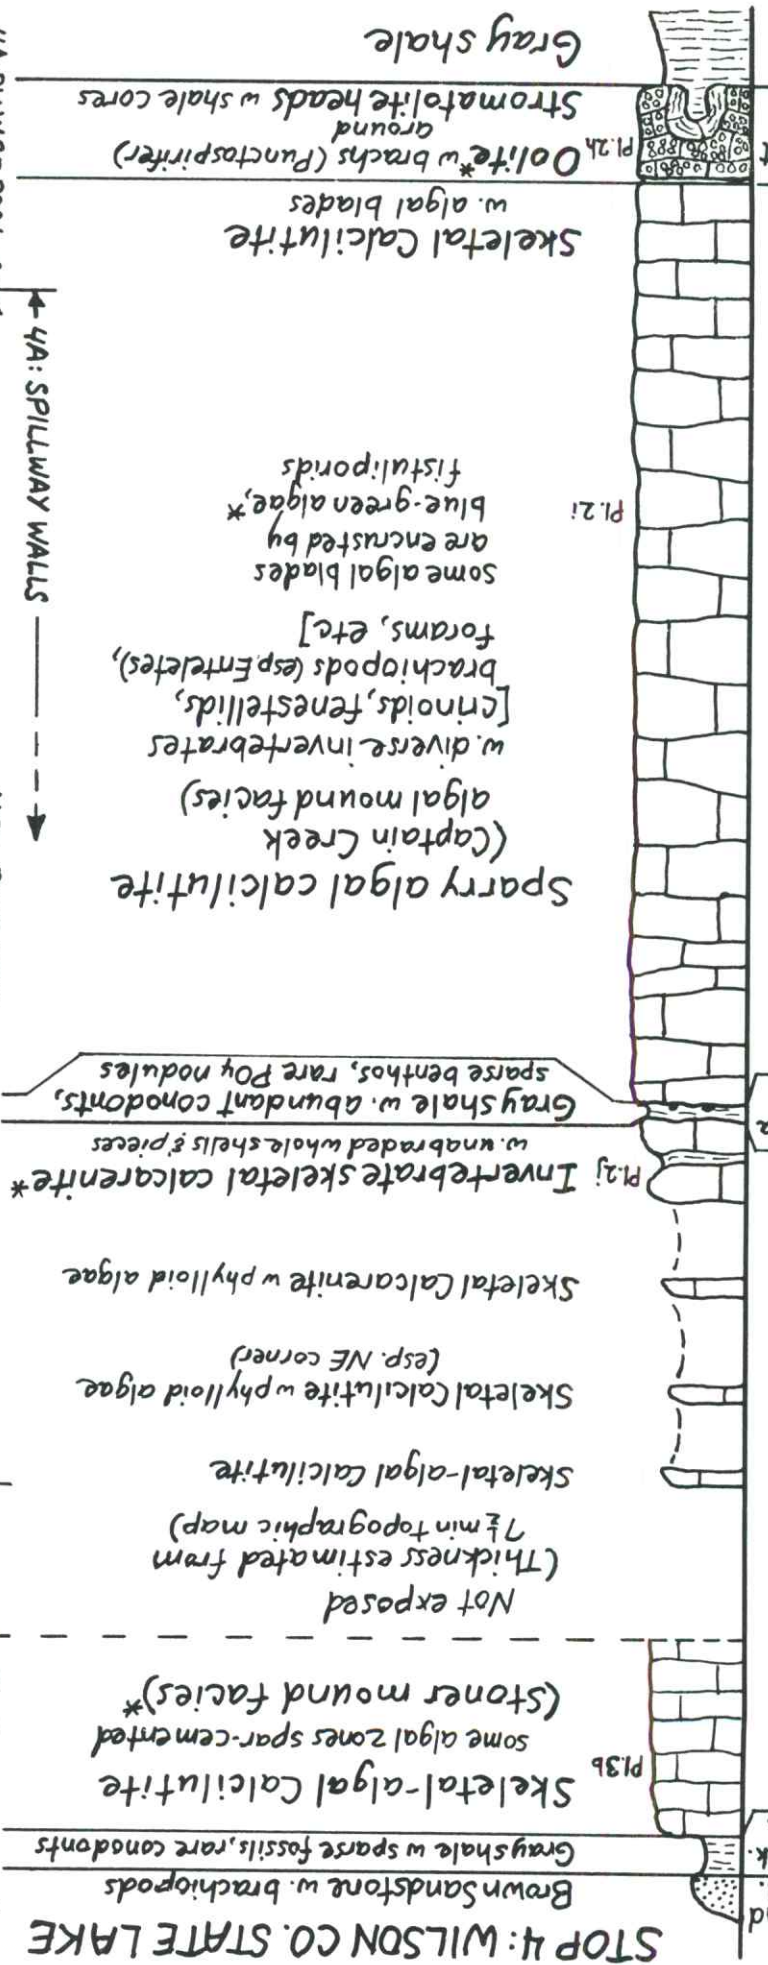 STOP 4: WILSON CO. STATE LAKE
Brown Sandstone w. brachiopods
Gray shale w sparse fossils, rare conodonts
Skeletal-algal Calcilutite
some algal zones spar-cemented
(Stoner mound facies)*
Pl.3b
Not exposed
(Thickness estimated from
7½ min topographic map)
Skeletal-algal Calcilutite
Skeletal Calcilutite w phylloid algae
(esp. NE corner)
Skeletal Calcarenite w phylloid algae
Pl.2j
Invertebrate skeletal calcarenite*
w. unabraded whole shells & pieces
Gray shale w. abundant conodonts,
sparse benthos, rare PO4 nodules
Sparry algal calcilutite
(Captain Creek
algal mound facies)
w. diverse invertebrates
[crinoids, fenestellids,
brachiopods (esp. Enteletes),
forams, etc]
some algal blades
are encrusted by
blue-green algae,*
fistuliporids
Pl.2i
4A: SPILLWAY WALLS
Skeletal Calcilutite
w. algal blades
Oolite* w brachs (Punctospirifer)
around
Stromatolite heads w shale cores
Pl.2h
Gray shale